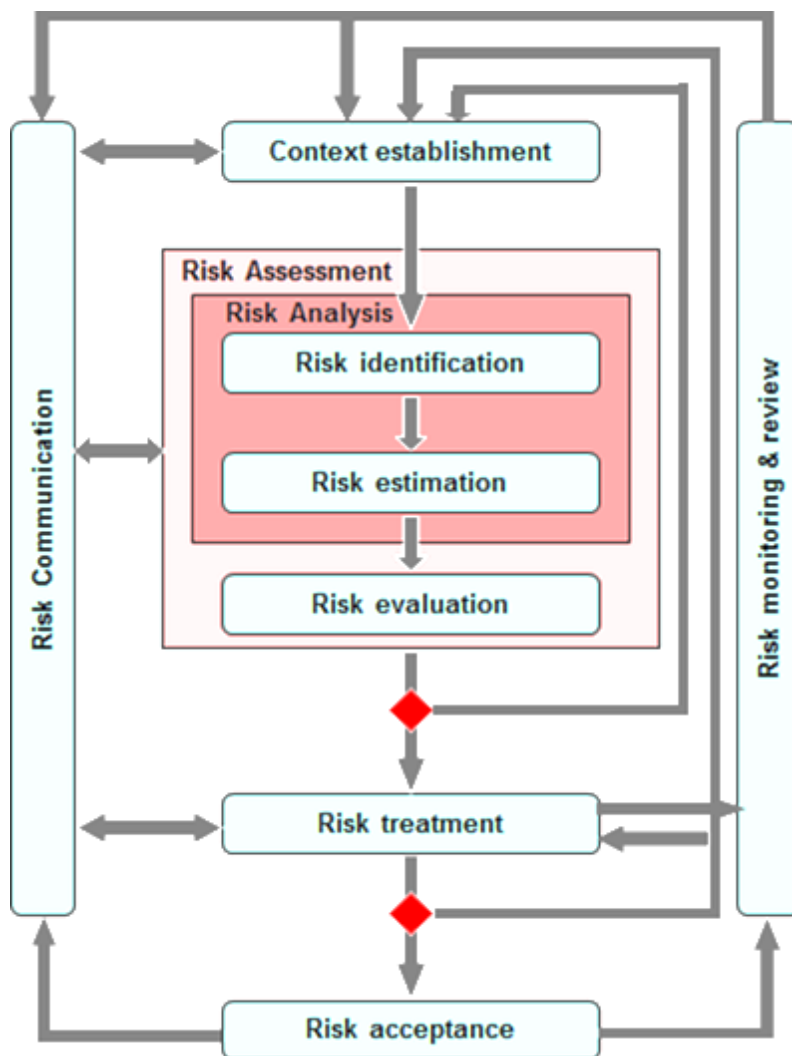 Context establishment
Risk Assessment
Risk Analysis
Risk identification
Risk estimation
Risk evaluation
Risk treatment
Risk acceptance
Risk Communication
Risk monitoring & review